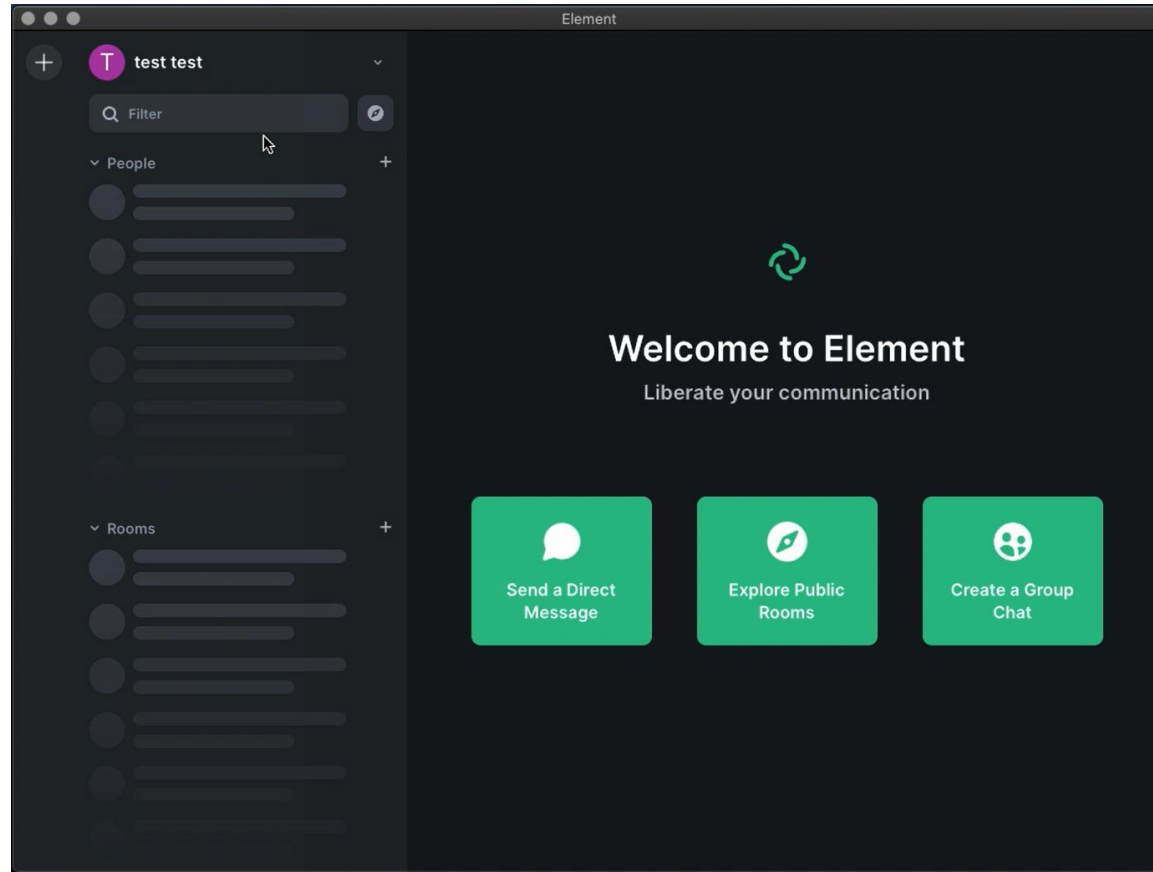 Element
T test test
Filter
People
Rooms
Welcome to Element
Liberate your communication
Send a Direct
Message
Explore Public
Rooms
Create a Group
Chat